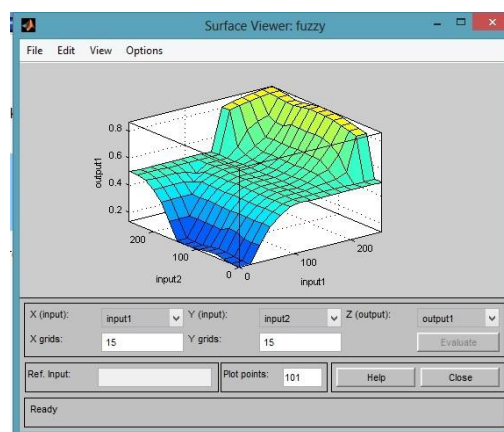 Surface Viewer: fuzzy
File Edit View Options
0.8
0.6
0.4
0.2
output1
200
100
0
input2
0
100
200
input1
X (input): input1 Y (input): input2 Z (output): output1
X grids: 15 Y grids: 15 Evaluate
Ref. Input: Plot points: 101 Help Close
Ready